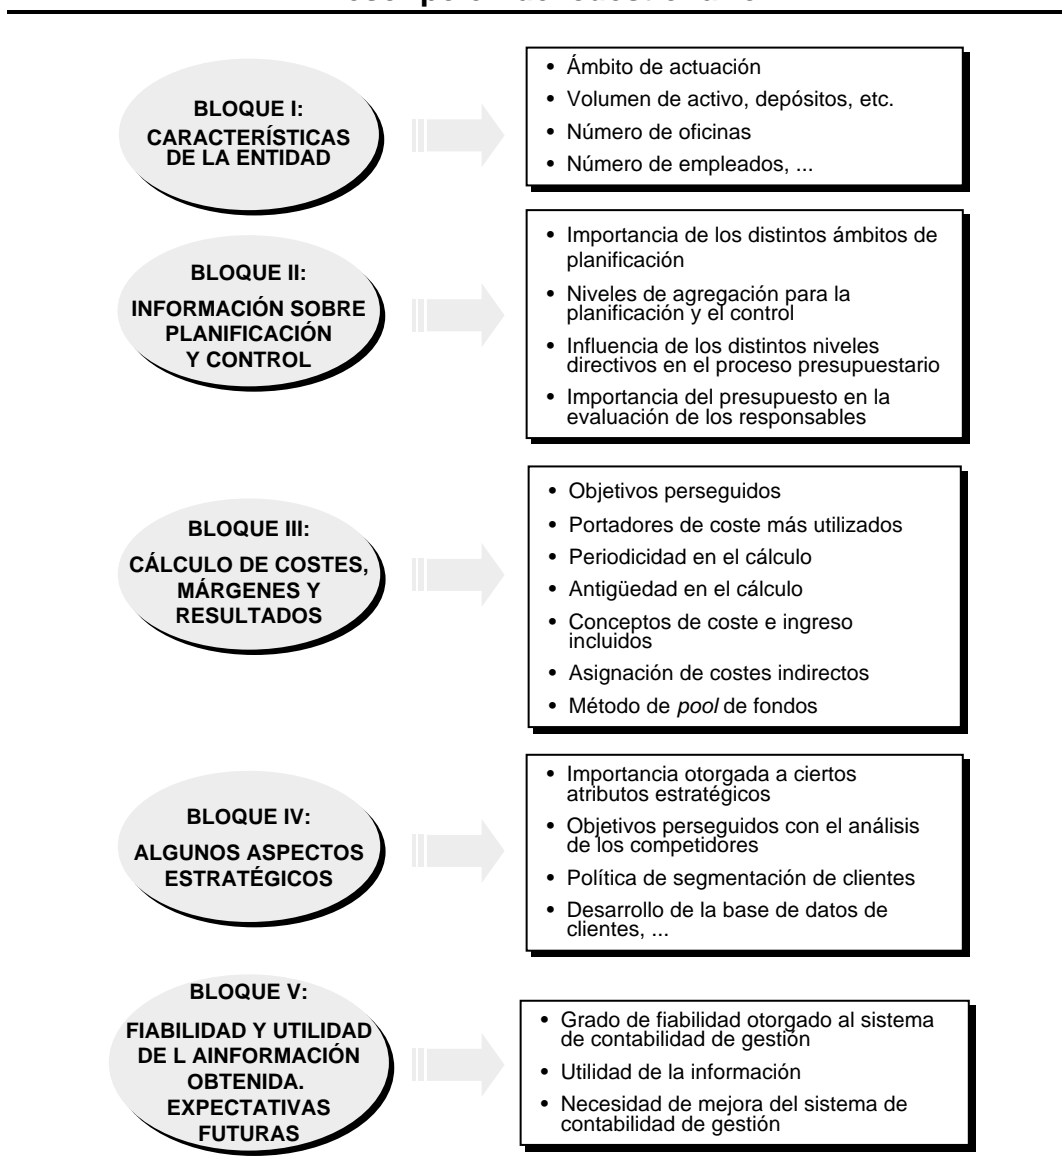 BLOQUE I:
CARACTERÍSTICAS
DE LA ENTIDAD
• Ámbito de actuación
• Volumen de activo, depósitos, etc.
• Número de oficinas
• Número de empleados, ...
BLOQUE II:
INFORMACIÓN SOBRE
PLANIFICACIÓN
Y CONTROL
• Importancia de los distintos ámbitos de
planificación
• Niveles de agregación para la
planificación y el control
• Influencia de los distintos niveles
directivos en el proceso presupuestario
• Importancia del presupuesto en la
evaluación de los responsables
BLOQUE III:
CÁLCULO DE COSTES,
MÁRGENES Y
RESULTADOS
• Objetivos perseguidos
• Portadores de coste más utilizados
• Periodicidad en el cálculo
• Antigüedad en el cálculo
• Conceptos de coste e ingreso
incluidos
• Asignación de costes indirectos
• Método de pool de fondos
BLOQUE IV:
ALGUNOS ASPECTOS
ESTRATÉGICOS
• Importancia otorgada a ciertos
atributos estratégicos
• Objetivos perseguidos con el análisis
de los competidores
• Política de segmentación de clientes
• Desarrollo de la base de datos de
clientes, ...
BLOQUE V:
FIABILIDAD Y UTILIDAD
DE L AINFORMACIÓN
OBTENIDA.
EXPECTATIVAS
FUTURAS
• Grado de fiabilidad otorgado al sistema
de contabilidad de gestión
• Utilidad de la información
• Necesidad de mejora del sistema de
contabilidad de gestión